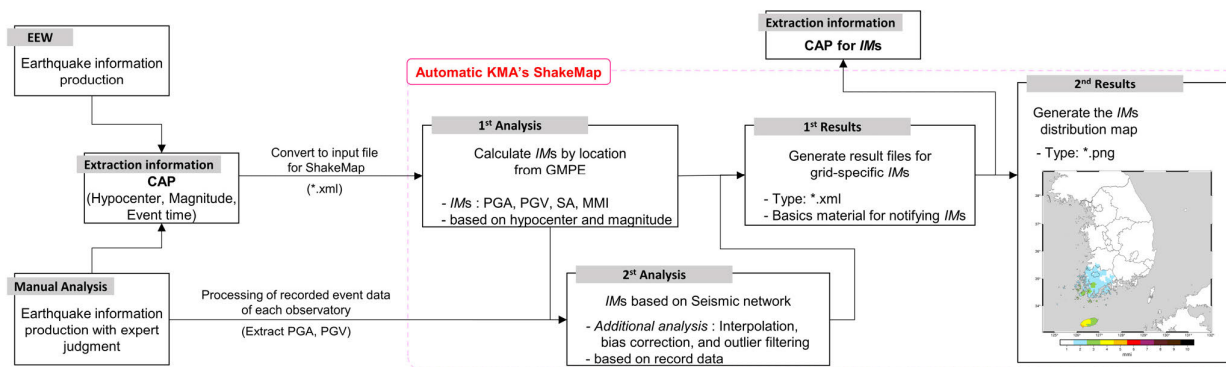 EEW
Earthquake information
production
Extraction information
CAP
(Hypocenter, Magnitude,
Event time)
Manual Analysis
Earthquake information
production with expert
judgment
Convert to input file
for ShakeMap
(*.xml)
Processing of recorded event data
of each observatory
(Extract PGA, PGV)
Automatic KMA's ShakeMap
1st Analysis
Calculate IMs by location
from GMPE
- IMs : PGA, PGV, SA, MMI
- based on hypocenter and magnitude
2nd Analysis
IMs based on Seismic network
- Additional analysis : Interpolation,
bias correction, and outlier filtering
- based on record data
Extraction information
CAP for IMs
1st Results
Generate result files for
grid-specific IMs
- Type: *.xml
- Basics material for notifying IMs
2nd Results
Generate the IMs
distribution map
- Type: *.png